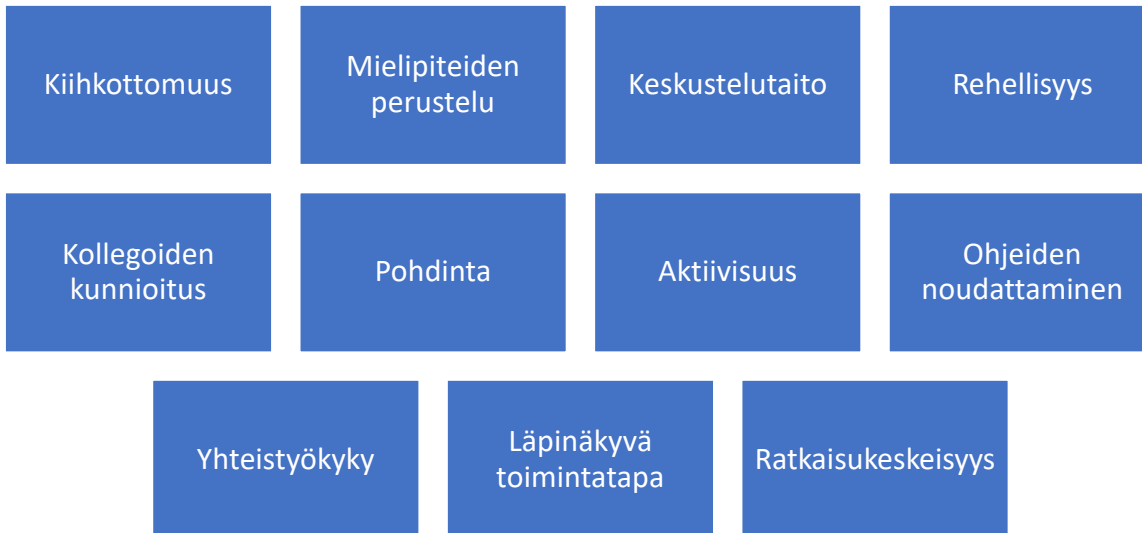 Kiihkottomuus
Mielipiteiden
perustelu
Keskustelutaito
Rehellisyys
Kollegoiden
kunnioitus
Pohdinta
Aktiivisuus
Ohjeiden
noudattaminen
Yhteistyökyky
Läpinäkyvä
toimintatapa
Ratkaisukeskeisyys